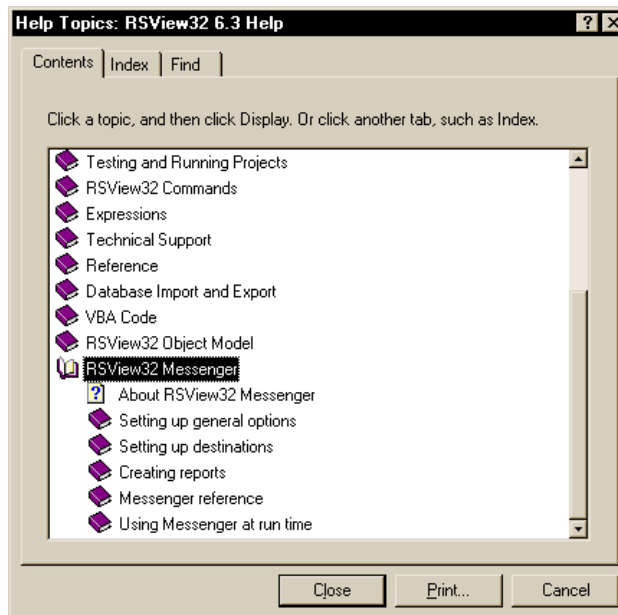 Help Topics: RSView32 6.3 Help
Contents Index Find
Click a topic, and then click Display. Or click another tab, such as Index.
Testing and Running Projects
RSView32 Commands
Expressions
Technical Support
Reference
Database Import and Export
VBA Code
RSView32 Object Model
RSView32 Messenger
About RSView32 Messenger
Setting up general options
Setting up destinations
Creating reports
Messenger reference
Using Messenger at run time
Close Print... Cancel